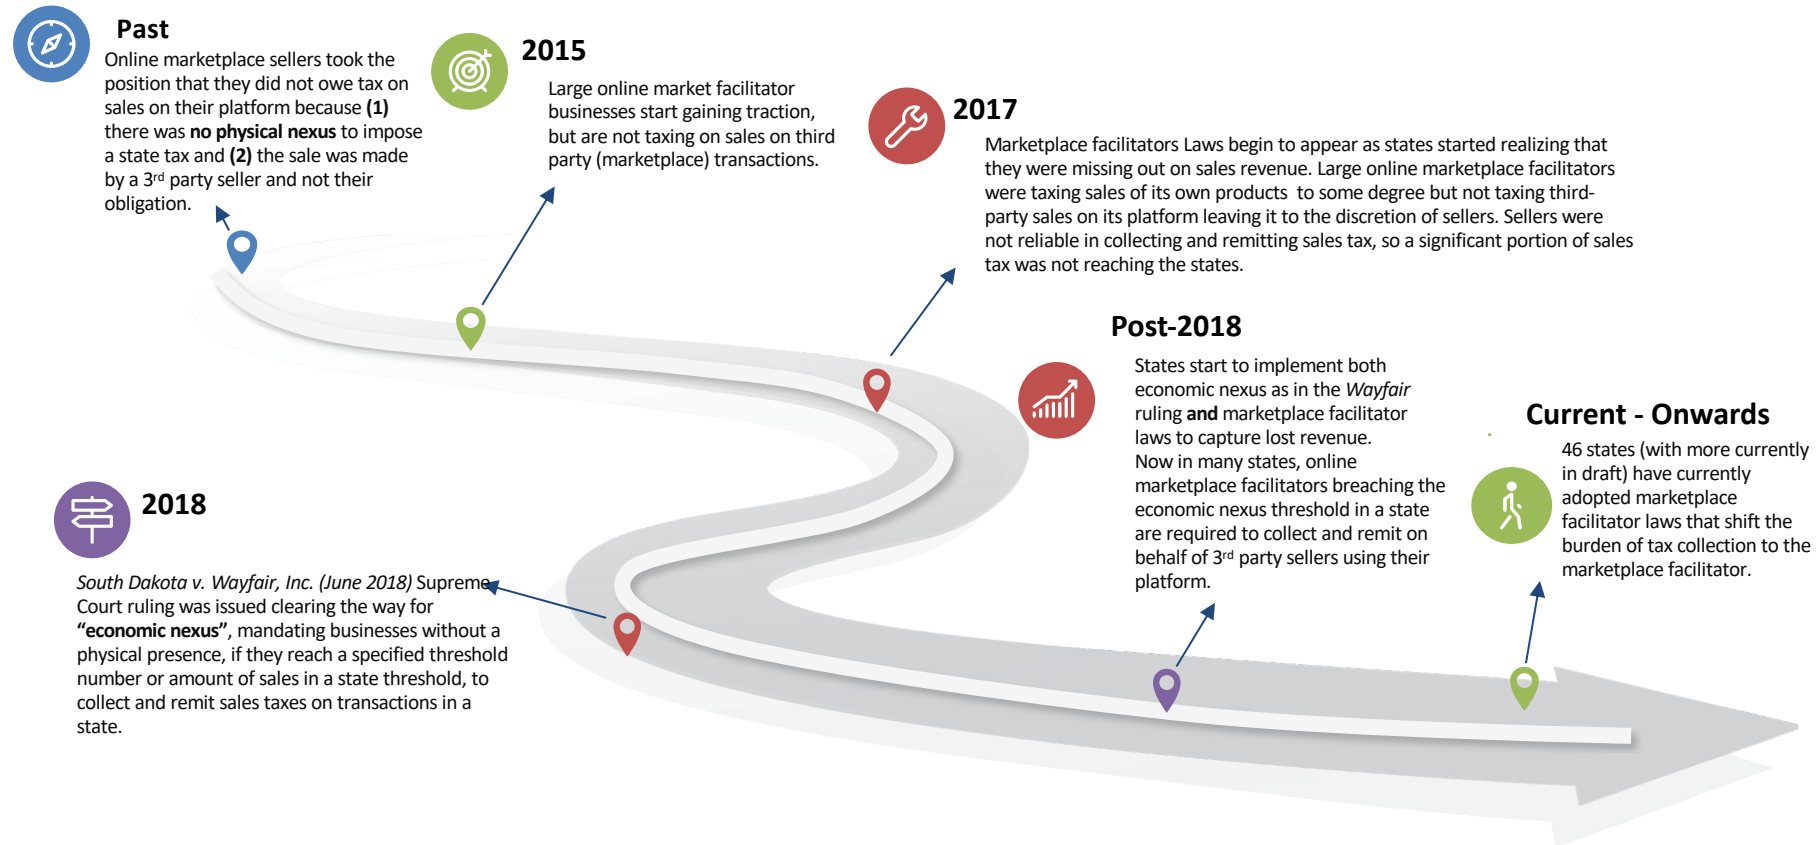 Past
Online marketplace sellers took the
position that they did not owe tax on
sales on their platform because (1)
there was no physical nexus to impose
a state tax and (2) the sale was made
by a 3rd party seller and not their
obligation.
2015
Large online market facilitator
businesses start gaining traction,
but are not taxing on sales on third
party (marketplace) transactions.
2017
Marketplace facilitators Laws begin to appear as states started realizing that
they were missing out on sales revenue. Large online marketplace facilitators
were taxing sales of its own products to some degree but not taxing third-
party sales on its platform leaving it to the discretion of sellers. Sellers were
not reliable in collecting and remitting sales tax, so a significant portion of sales
tax was not reaching the states.
2018
South Dakota v. Wayfair, Inc. (June 2018) Supreme
Court ruling was issued clearing the way for
“economic nexus”, mandating businesses without a
physical presence, if they reach a specified threshold
number or amount of sales in a state threshold, to
collect and remit sales taxes on transactions in a
state.
Post-2018
States start to implement both
economic nexus as in the Wayfair
ruling and marketplace facilitator
laws to capture lost revenue.
Now in many states, online
marketplace facilitators breaching the
economic nexus threshold in a state
are required to collect and remit on
behalf of 3rd party sellers using their
platform.
Current - Onwards
46 states (with more currently
in draft) have currently
adopted marketplace
facilitator laws that shift the
burden of tax collection to the
marketplace facilitator.